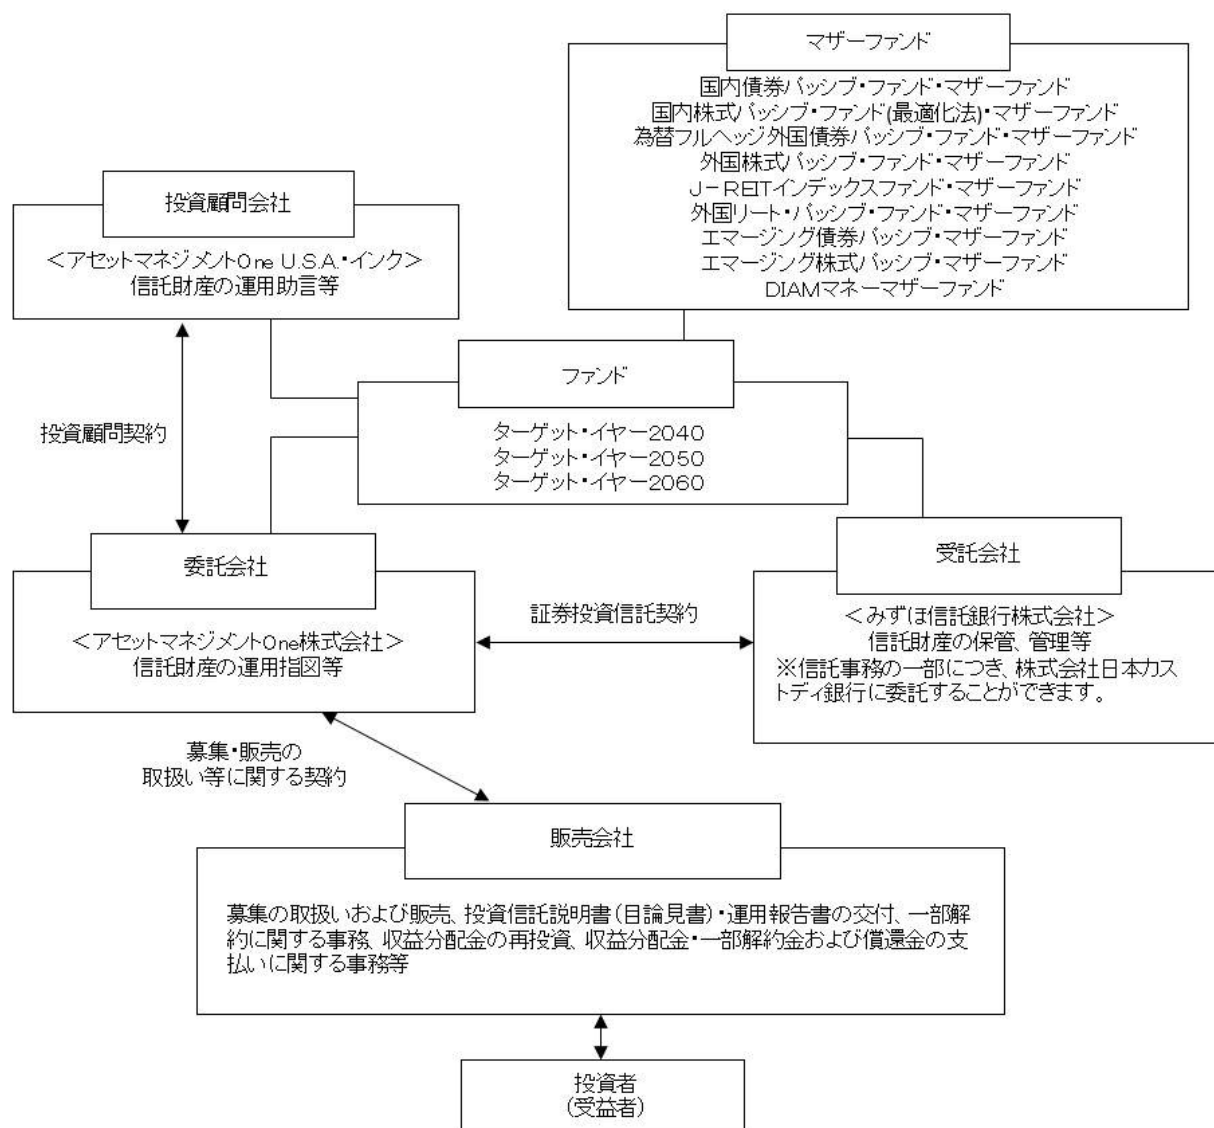 マザーファンド
国内債券パッシブ・ファンド・マザーファンド
国内株式パッシブ・ファンド(最適化法)・マザーファンド
為替フルヘッジ外国債券パッシブ・ファンド・マザーファンド
外国株式パッシブ・ファンド・マザーファンド
J－REITインデックスファンド・マザーファンド
外国リート・パッシブ・ファンド・マザーファンド
エマージング債券パッシブ・マザーファンド
エマージング株式パッシブ・マザーファンド
DIAMマネーマザーファンド
投資顧問会社
＜アセットマネジメントOne U.S.A.・インク＞
信託財産の運用助言等
ファンド
ターゲット・イヤー2040
ターゲット・イヤー2050
ターゲット・イヤー2060
投資顧問契約
委託会社
＜アセットマネジメントOne株式会社＞
信託財産の運用指図等
証券投資信託契約
受託会社
＜みずほ信託銀行株式会社＞
信託財産の保管、管理等
※信託事務の一部につき、株式会社日本カス
トディ銀行に委託することができます。
募集・販売の
取扱い等に関する契約
販売会社
募集の取扱いおよび販売、投資信託説明書（目論見書）・運用報告書の交付、一部解
約に関する事務、収益分配金の再投資、収益分配金・一部解約金および償還金の支
払いに関する事務等
投資者
（受益者）